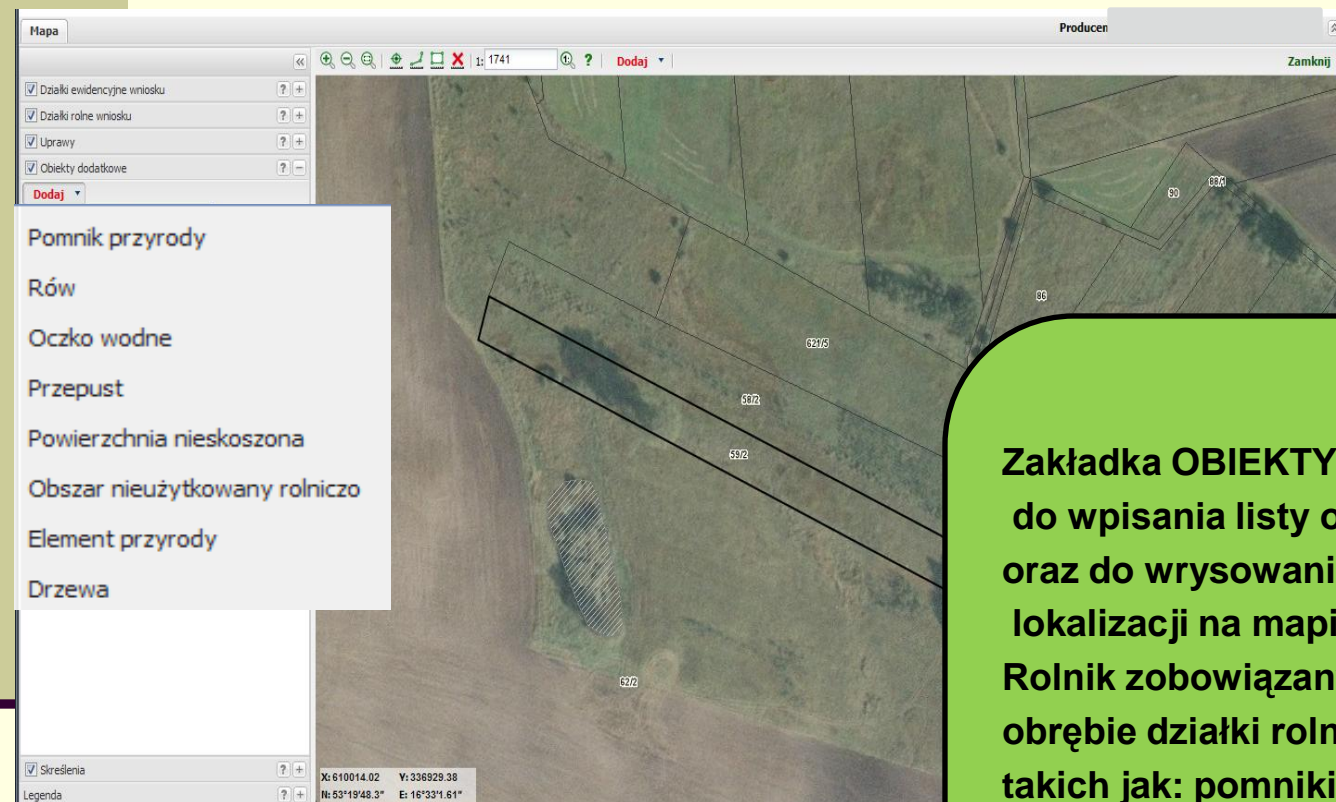 Mapa
Producen
1: 1741 ? Dodaj
Zamknij
Działki ewidencyjne wniosku ? +
Działki rolne wniosku ? +
Uprawy ? +
Obiekty dodatkowe ? -
Dodaj
Pomnik przyrody
Rów
Oczko wodne
Przepust
Powierzchnia nieskoszona
Obszar nieużytkowany rolniczo
Element przyrody
Drzewa
90
88/1
86
621/5
58/2
59/2
62/2
Zakładka OBIEKTY
do wpisania listy o
oraz do wrysowani
lokalizacji na mapi
Rolnik zobowiązan
obrębie działki roln
takich jak: pomniki
Skreślenia ? +
Legenda ? +
X: 610014.02 Y: 336929.38
N: 53°19'48.3" E: 16°33'1.61"